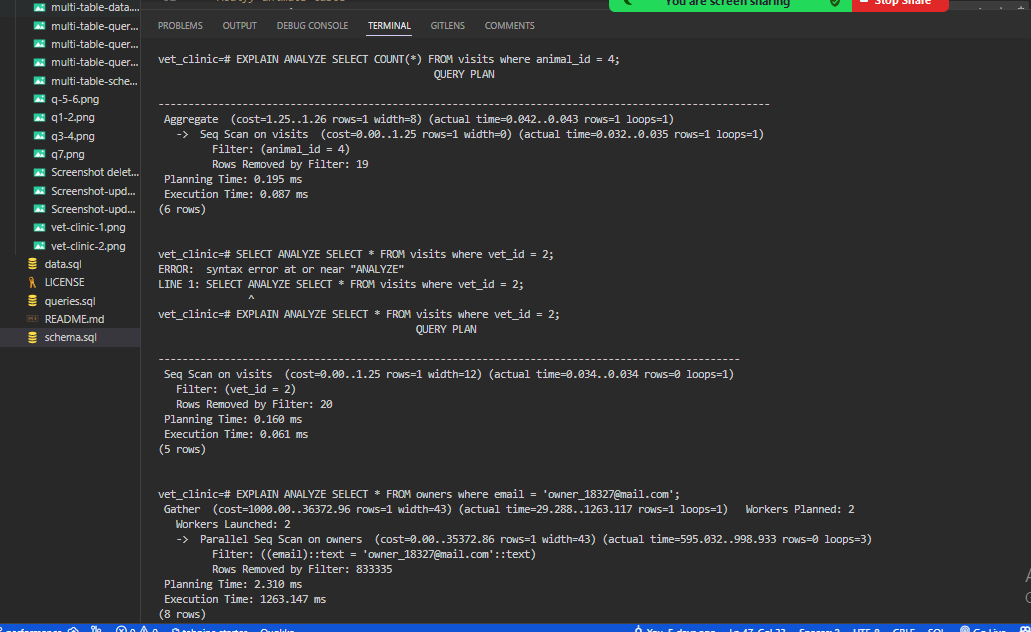 You are screen sharing
Stop Share
multi-table-data....
multi-table-quer...
multi-table-quer...
multi-table-quer...
multi-table-sche...
q-5-6.png
q1-2.png
q3-4.png
q7.png
Screenshot delet...
Screenshot-upd...
Screenshot-upd...
vet-clinic-1.png
vet-clinic-2.png
data.sql
LICENSE
queries.sql
README.md
schema.sql
PROBLEMS OUTPUT DEBUG CONSOLE TERMINAL GITLENS COMMENTS
vet_clinic=# EXPLAIN ANALYZE SELECT COUNT(*) FROM visits where animal_id = 4;
QUERY PLAN
------------------------------------------------------------------------------------------------------
Aggregate (cost=1.25..1.26 rows=1 width=8) (actual time=0.042..0.043 rows=1 loops=1)
-> Seq Scan on visits (cost=0.00..1.25 rows=1 width=0) (actual time=0.032..0.035 rows=1 loops=1)
Filter: (animal_id = 4)
Rows Removed by Filter: 19
Planning Time: 0.195 ms
Execution Time: 0.087 ms
(6 rows)
vet_clinic=# SELECT ANALYZE SELECT * FROM visits where vet_id = 2;
ERROR: syntax error at or near "ANALYZE"
LINE 1: SELECT ANALYZE SELECT * FROM visits where vet_id = 2;
^
vet_clinic=# EXPLAIN ANALYZE SELECT * FROM visits where vet_id = 2;
QUERY PLAN
-------------------------------------------------------------------------------------------------
Seq Scan on visits (cost=0.00..1.25 rows=1 width=12) (actual time=0.034..0.034 rows=0 loops=1)
Filter: (vet_id = 2)
Rows Removed by Filter: 20
Planning Time: 0.160 ms
Execution Time: 0.061 ms
(5 rows)
vet_clinic=# EXPLAIN ANALYZE SELECT * FROM owners where email = 'owner_18327@mail.com';
Gather (cost=1000.00..36372.96 rows=1 width=43) (actual time=29.288..1263.117 rows=1 loops=1) Workers Planned: 2
Workers Launched: 2
-> Parallel Seq Scan on owners (cost=0.00..35372.86 rows=1 width=43) (actual time=595.032..998.933 rows=0 loops=3)
Filter: ((email)::text = 'owner_18327@mail.com'::text)
Rows Removed by Filter: 833335
Planning Time: 2.310 ms
Execution Time: 1263.147 ms
(8 rows)